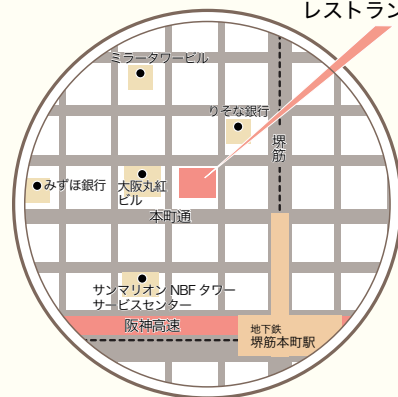 レストラン
ミラータワービル
りそな銀行
堺筋
みずほ銀行
大阪丸紅
ビル
本町通
サンマリオン NBF タワー
サービスセンター
阪神高速
地下鉄
堺筋本町駅